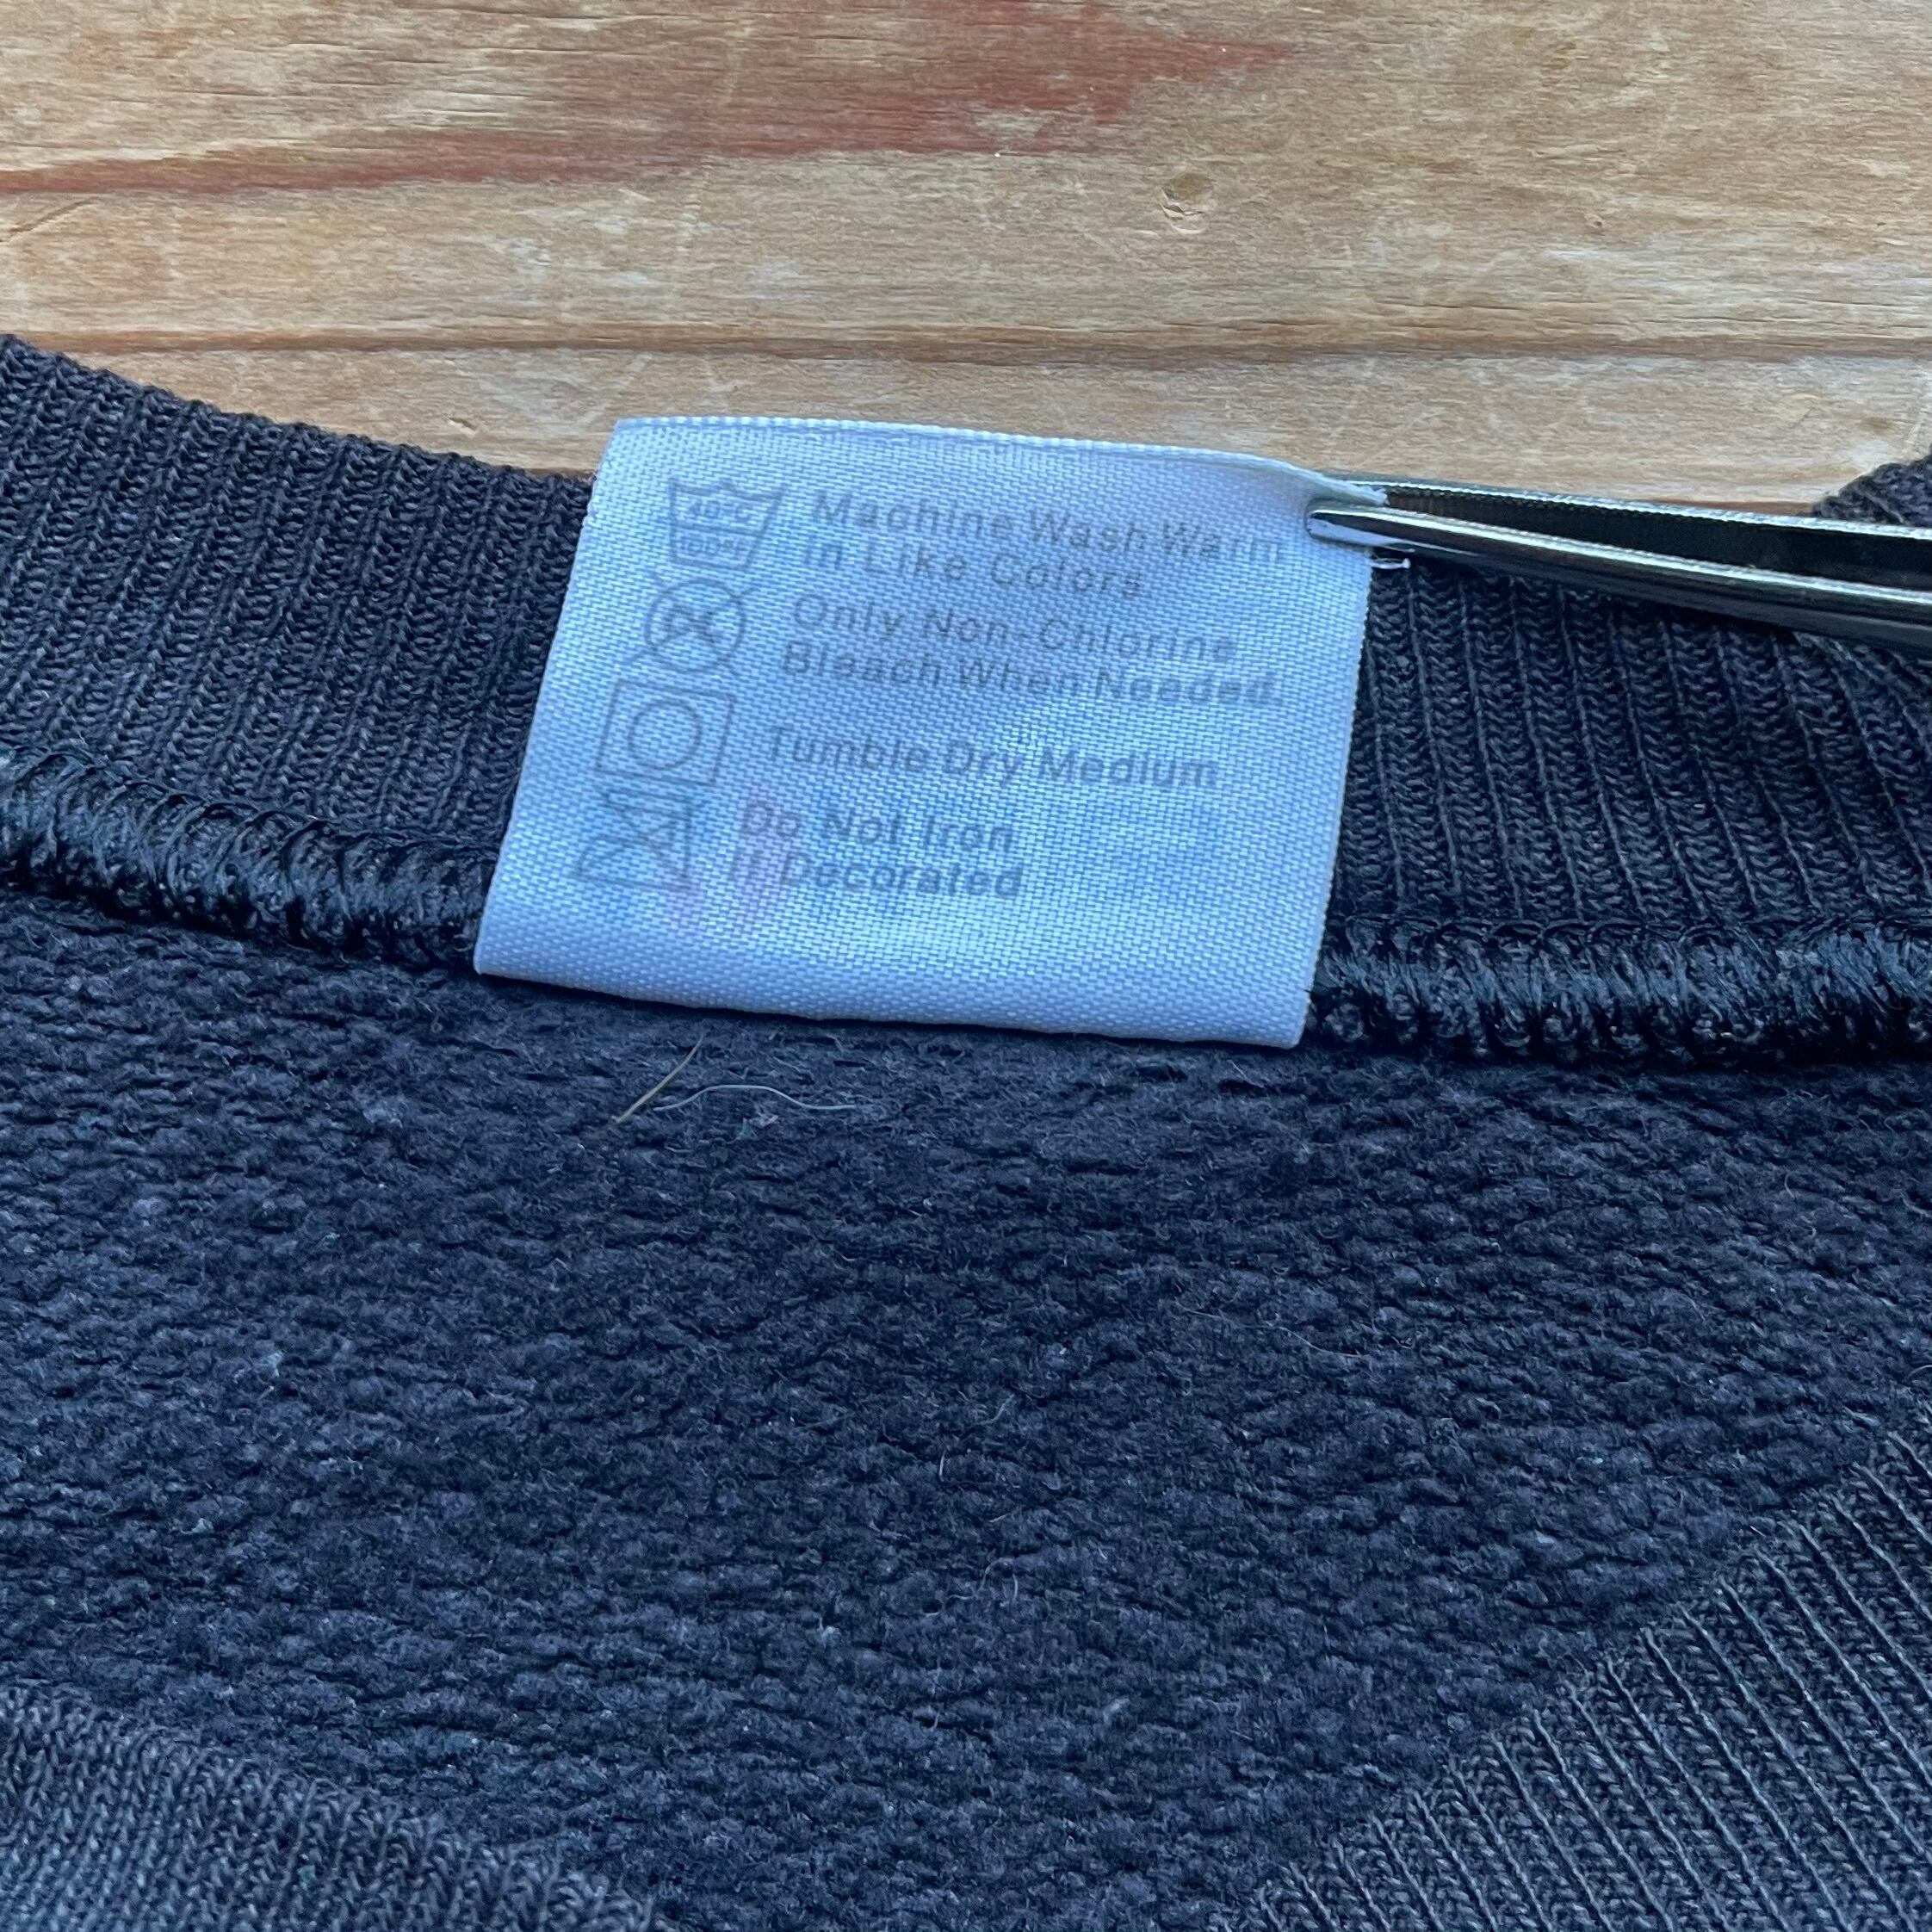 40°C
105°F
Machine Wash Warm
in Like Colors
Only Non-Chlorine
Bleach When Needed.
Tumble Dry Medium
Do Not Iron
If Decorated